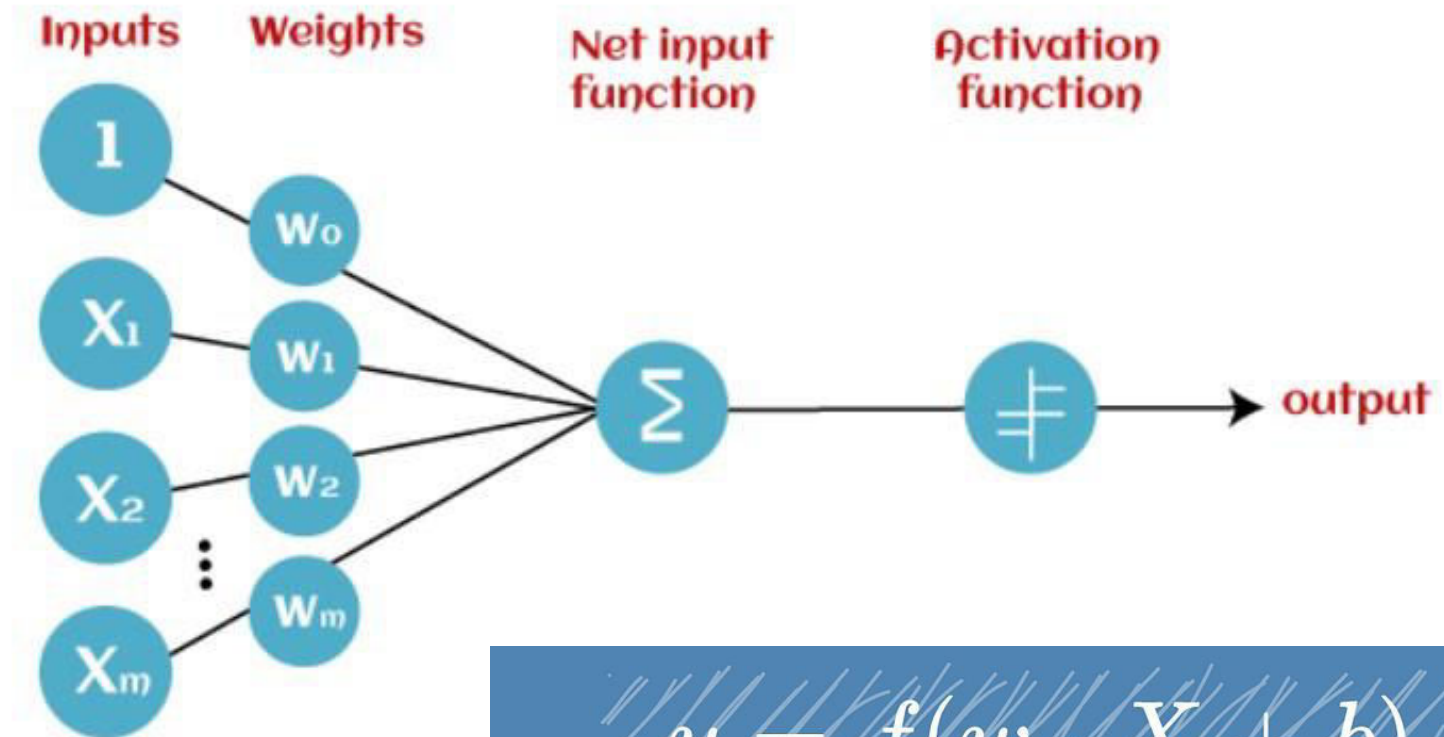 Inputs
Weights
Net input
function
Activation
function
1
X₁
X₂
Xₘ
W₀
W₁
W₂
Wₘ
Σ
output
y = f(w · X + b)